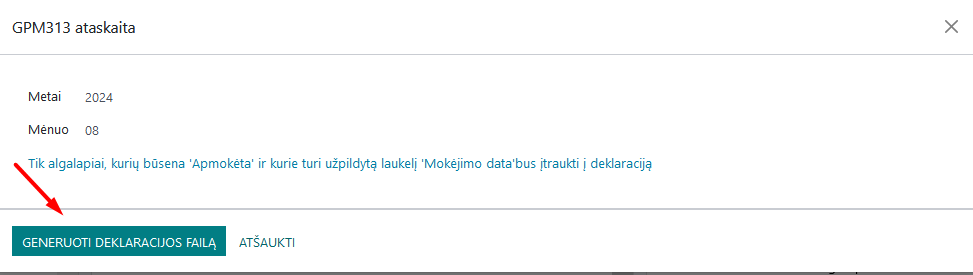 GPM313 ataskaita
Metai 2024
Mėnuo 08
Tik algalapiai, kurių būsena 'Apmokėta' ir kurie turi užpildytą laukelį 'Mokėjimo data'bus įtraukti į deklaraciją
GENERUOTI DEKLARACIJOS FAILĄ ATŠAUKTI